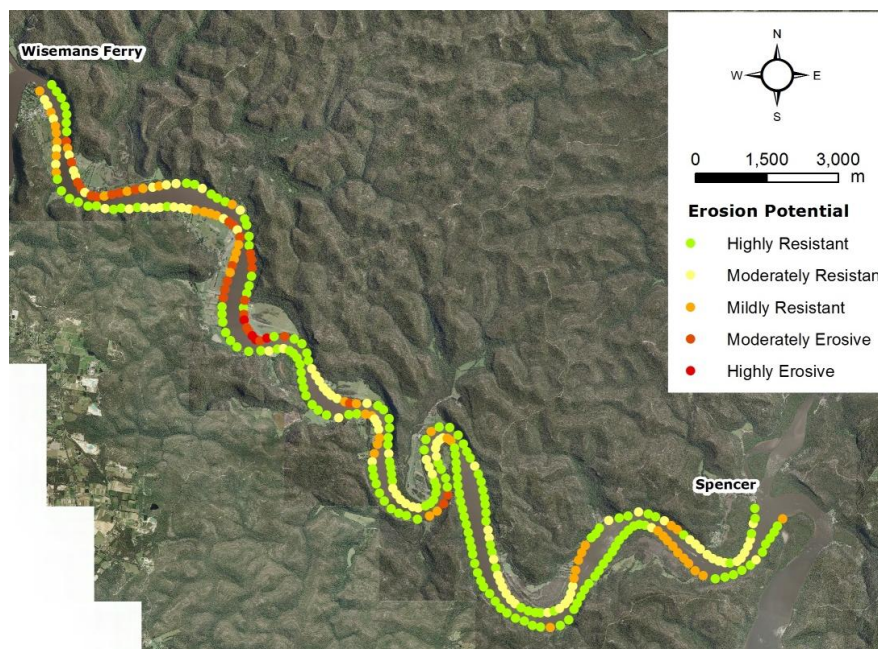 Wisemans Ferry
N
W E
S
0 1,500 3,000
m
Erosion Potential
Highly Resistant
Moderately Resistan
Mildly Resistant
Moderately Erosive
Highly Erosive
Spencer